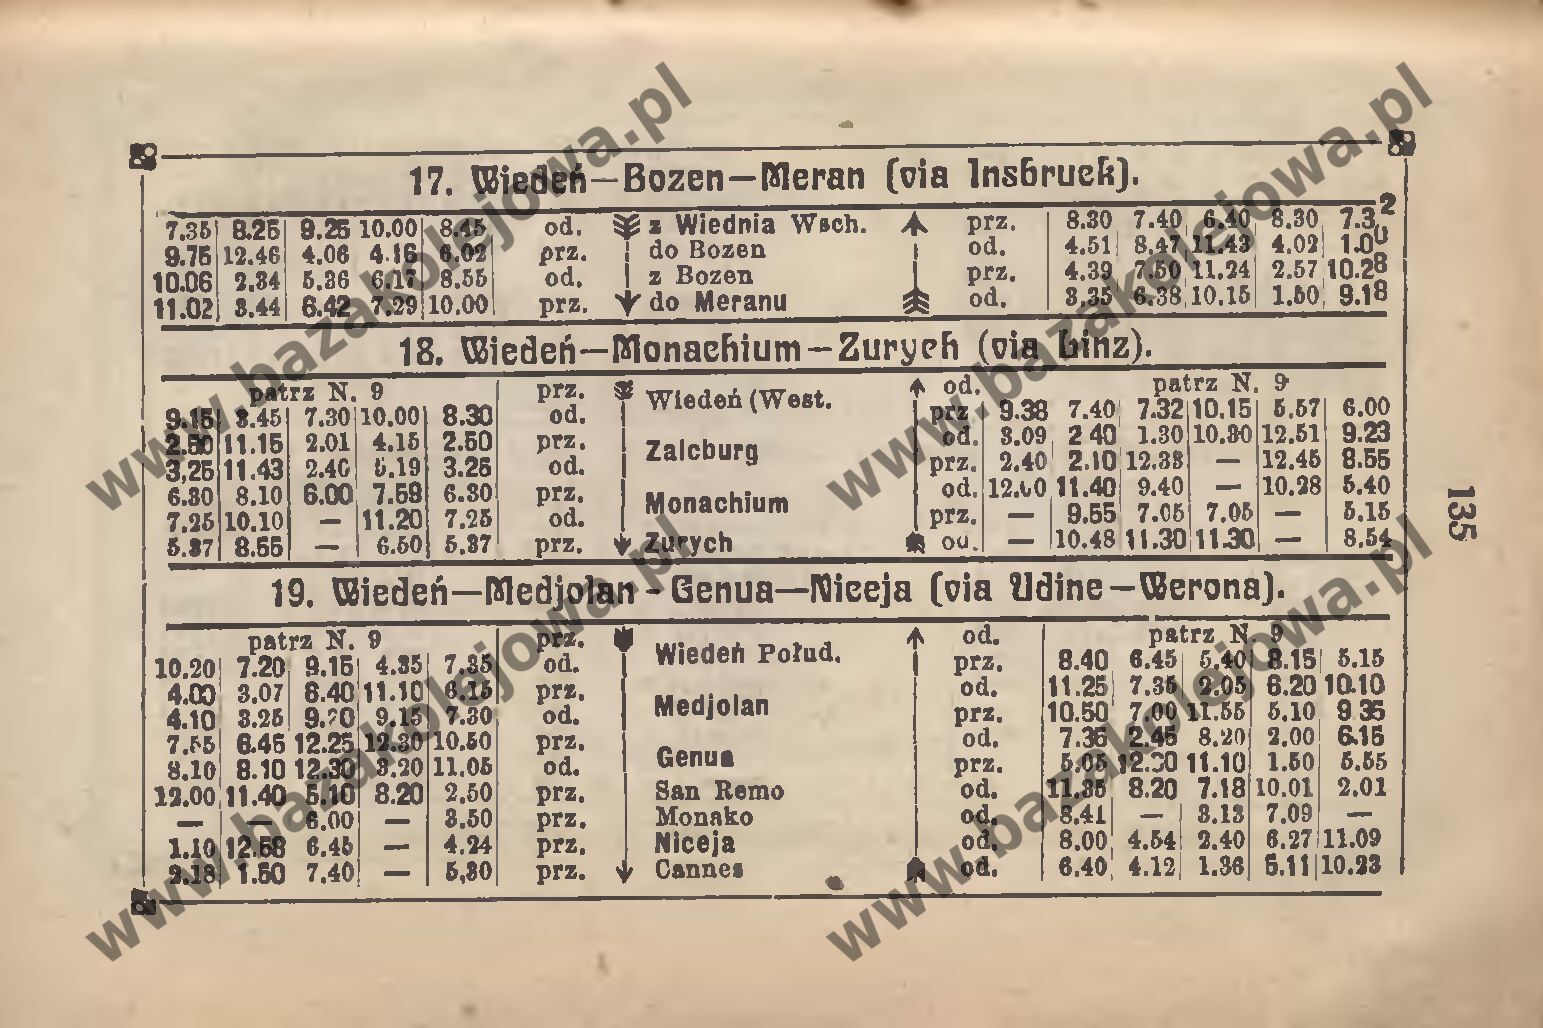 17. Wiedeń—Bozen—Meran (via Insbruck).
7.35 8.25 9.25 10.00 8.45 od. z Wiednia Wsch. prz. 8.30 7.40 6.40 8.30 7.32
9.75 12.46 4.06 4.16 6.02 prz. do Bozen od. 4.51 8.47 11.43 4.02 1.00
10.06 2.34 5.36 6.17 8.55 od. z Bozen prz. 4.39 7.50 11.24 2.57 10.28
11.02 3.44 6.42 7.29 10.00 prz. do Meranu od. 3.35 6.38 10.15 1.50 9.18
18. Wiedeń—Monachium—Zurych (via Linz).
patrz N. 9 prz. Wiedeń (West. od. patrz N. 9
9.15 8.45 7.30 10.00 8.30 od. prz. 9.38 7.40 7.32 10.15 5.57 6.00
2.50 11.15 2.01 4.15 2.50 prz. Zalcburg od. 3.09 2 40 1.30 10.30 12.51 9.23
3,25 11.43 2.40 5.19 3.25 od. prz. 2.40 2.10 12.38 — 12.45 8.55
6.30 8.10 6.00 7.59 6.30 prz. Monachium od. 11.40 9.40 — 10.28 5.40
7.25 10.10 — 11.20 7.25 od. prz. — 9.55 7.05 7.05 — 5.15
5.37 8.55 — 6.50 5.37 prz. Zurych od. — 10.48 11.30 11.30 — 8.54
19. Wiedeń—Medjolan-Genua—Niceja (via Udine—Werona).
patrz N. 9 prz. Wiedeń Połud. od. patrz N. 9
10.20 7.20 9.15 4.35 7.35 od. prz. 8.40 6.45 5.40 8.15 5.15
4.00 3.07 6.40 11.10 6.15 prz. Medjolan od. 11.25 7.35 2.05 6.20 10.10
4.10 3.25 9.20 9.15 7.30 od. prz. 10.50 7.00 11.55 5.10 9.35
7.55 6.45 12.25 12.30 10.50 prz. Genua od. 7.35 2.45 8.20 2.00 6.15
8.10 8.10 12.30 3.20 11.05 od. prz. 5.05 11.10 1.50 5.55
12.00 11.40 5.10 8.20 2.50 prz. San Remo od. 11.35 8.20 7.18 10.01 2.01
— — 6.00 — 3.50 prz. Monako od. 8.41 — 3.13 7.09 —
1.10 12.58 6.45 — 4.24 prz. Niceja od. 8.00 4.54 2.40 6.27 11.09
2.18 1.50 7.40 — 5,30 prz. Cannes od. 6.40 4.12 1.36 5.11 10.23
135
www.bazakolejowa.pl
www.bazakolejowa.pl
www.bazakolejowa.pl
www.bazakolejowa.pl